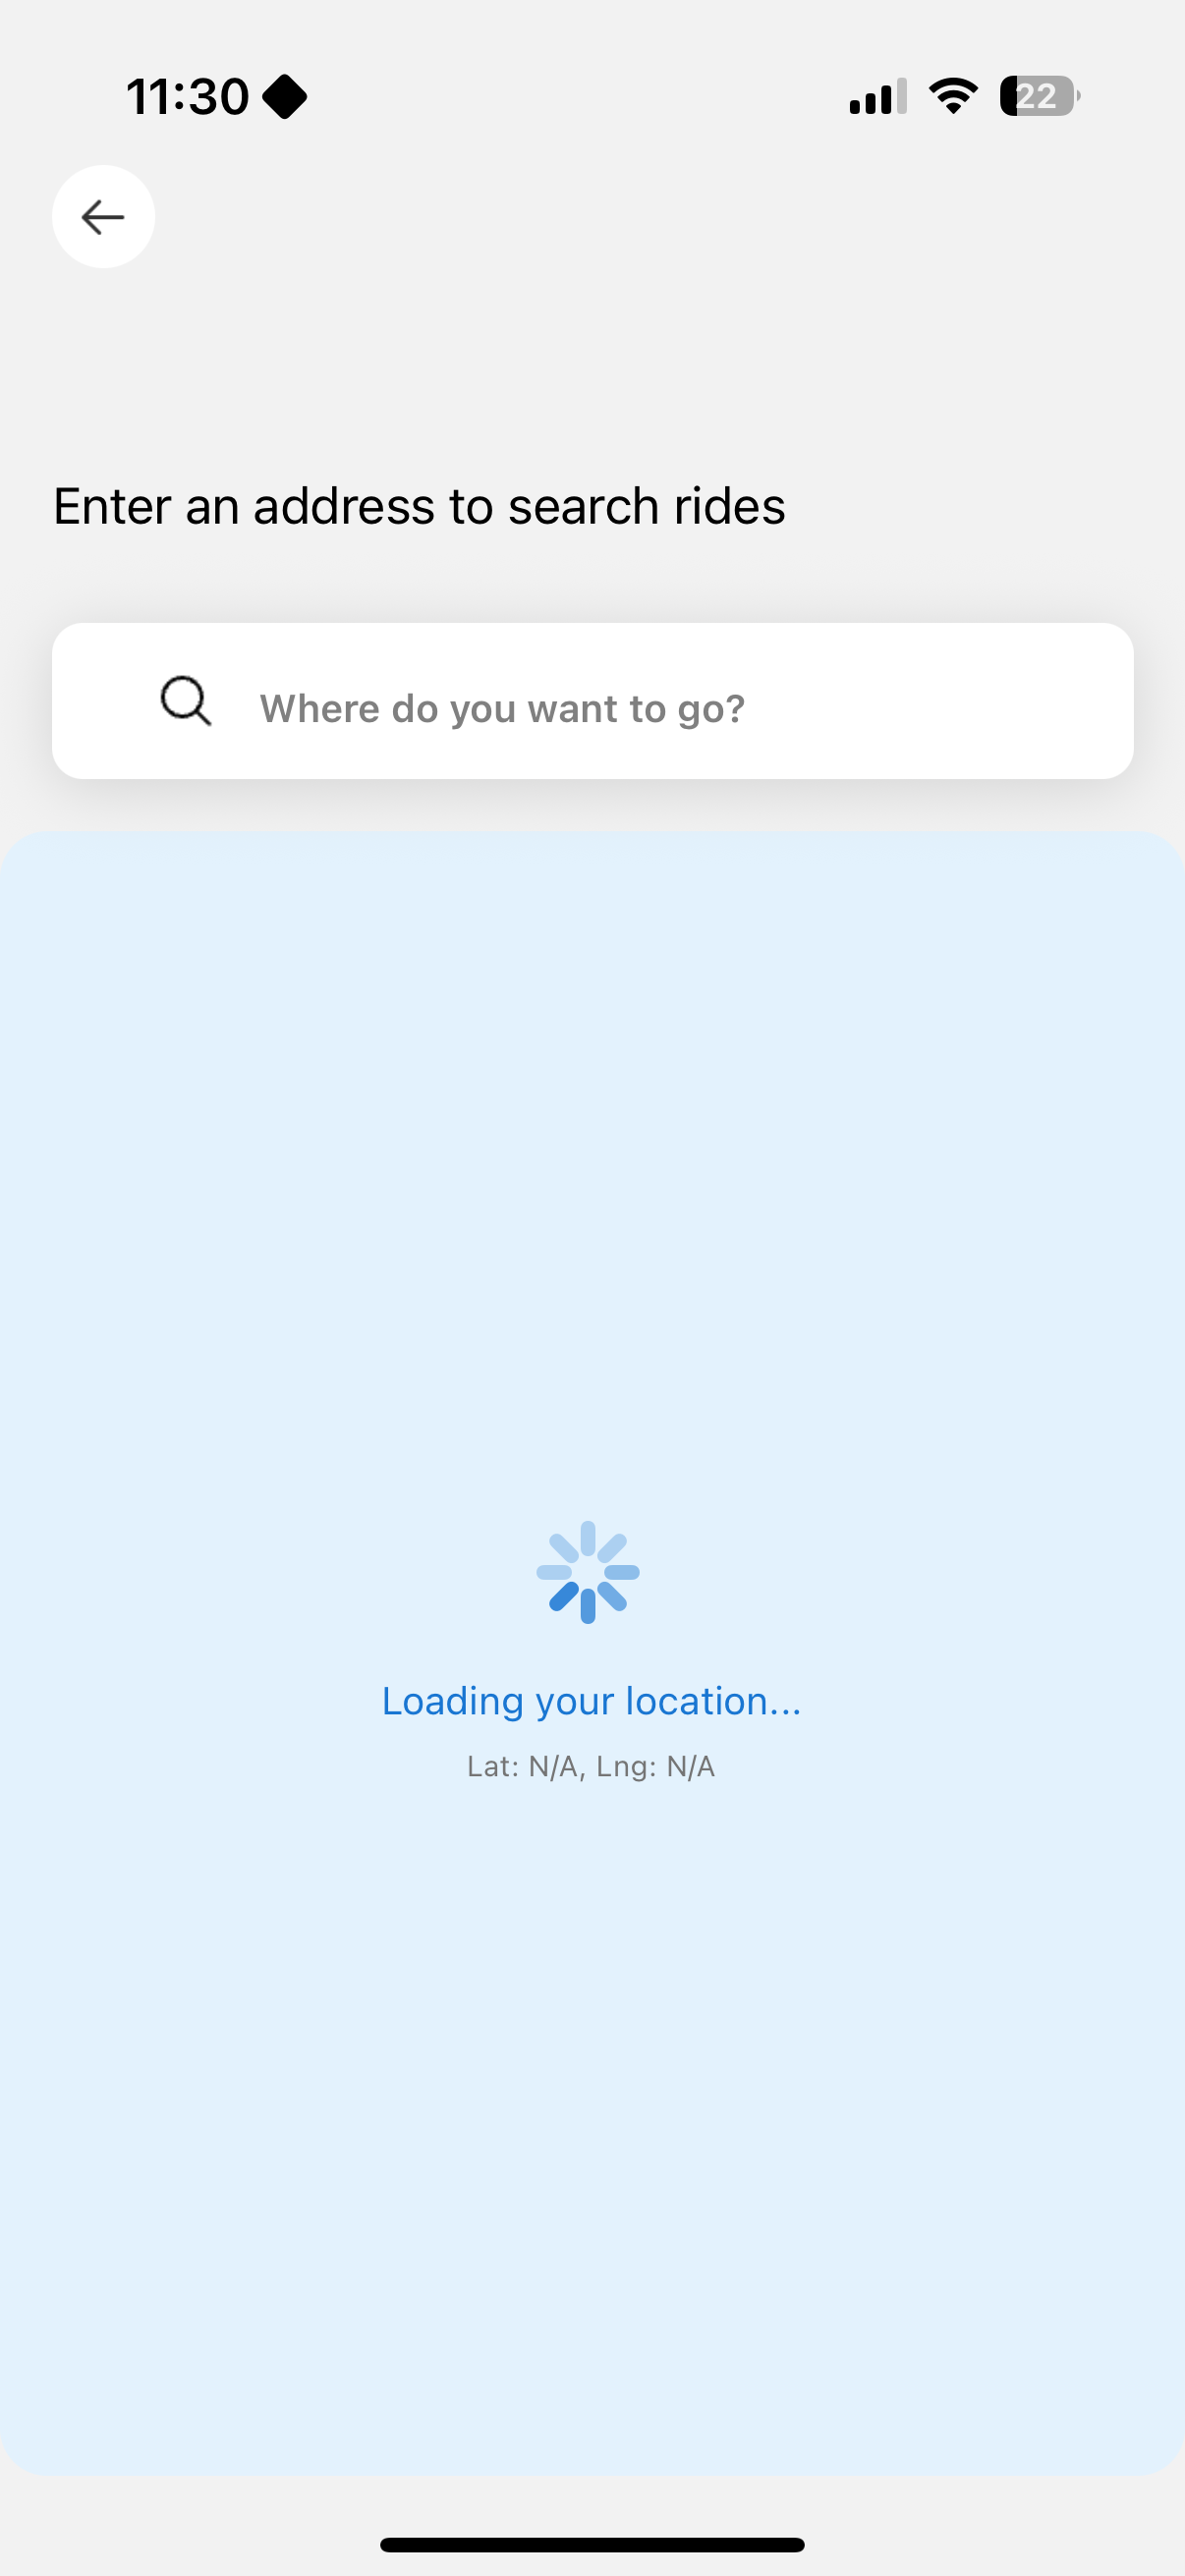 11:30
22
Enter an address to search rides
Where do you want to go?
Loading your location...
Lat: N/A, Lng: N/A